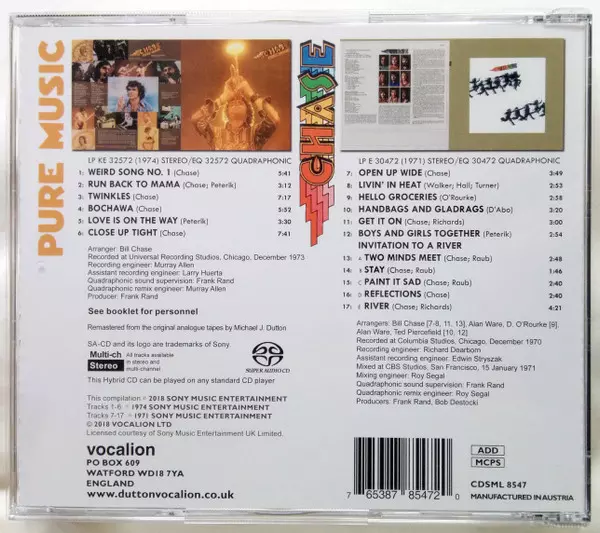 PURE MUSIC
CHASE
LP KE 32572 (1974) STEREO/EQ 32572 QUADRAPHONIC
1: WEIRD SONG NO. 1 (Chase) 5:41
2: RUN BACK TO MAMA (Chase; Peterik) 3:12
3: TWINKLES (Chase) 7:17
4: BOCHAWA (Chase) 5:52
5: LOVE IS ON THE WAY (Chase; Peterik) 3:30
6: CLOSE UP TIGHT (Chase) 7:41
Arranger: Bill Chase
Recorded at Universal Recording Studios, Chicago, December 1973
Recording engineer: Murray Allen
Assistant recording engineer: Larry Huerta
Quadraphonic sound supervision: Frank Rand
Quadraphonic remix engineer: Murray Allen
Producer: Frank Rand
See booklet for personnel
Remastered from the original analogue tapes by Michael J. Dutton
SA-CD and its logo are trademarks of Sony.
Multi-ch
Stereo
All tracks available
in stereo and
multi-channel
SUPER AUDIO CD
This Hybrid CD can be played on any standard CD player
This compilation ℗ 2018 SONY MUSIC ENTERTAINMENT
Tracks 1-6 ℗ 1974 SONY MUSIC ENTERTAINMENT
Tracks 7-17 ℗ 1971 SONY MUSIC ENTERTAINMENT
© 2018 VOCALION LTD
Licensed courtesy of Sony Music Entertainment UK Limited.
vocalion
PO BOX 609
WATFORD WD18 7YA
ENGLAND
www.duttonvocalion.co.uk
LP E 30472 (1971) STEREO/EQ 30472 QUADRAPHONIC
7: OPEN UP WIDE (Chase) 3:49
8: LIVIN' IN HEAT (Walker; Hall; Turner) 2:53
9: HELLO GROCERIES (O'Rourke) 2:58
10: HANDBAGS AND GLADRAGS (D'Abo) 3:20
11: GET IT ON (Chase; Richards) 3:01
12: BOYS AND GIRLS TOGETHER (Peterik) 2:54
INVITATION TO A RIVER
13: A TWO MINDS MEET (Chase; Raub) 2:48
14: B STAY (Chase; Raub) 1:46
15: C PAINT IT SAD (Chase; Raub) 2:40
16: D REFLECTIONS (Chase) 2:40
17: E RIVER (Chase; Raub) 4:21
Arrangers: Bill Chase [7-8, 11. 13]. Alan Ware, D. O'Rourke [9].
Alan Ware, Ted Piercefield [10, 12]
Recorded at Columbia Studios, Chicago, December 1970
Recording engineer: Richard Dearborn
Assistant recording engineer: Edwin Stryszak
Mixed at CBS Studios, San Francisco, 15 January 1971
Mixing engineer: Roy Segal
Quadraphonic sound supervision: Frank Rand
Quadraphonic remix engineer: Roy Segal
Producers: Frank Rand, Bob Destocki
7 65387 85472 0
ADD
MCPS
CDSML 8547
MANUFACTURED IN AUSTRIA